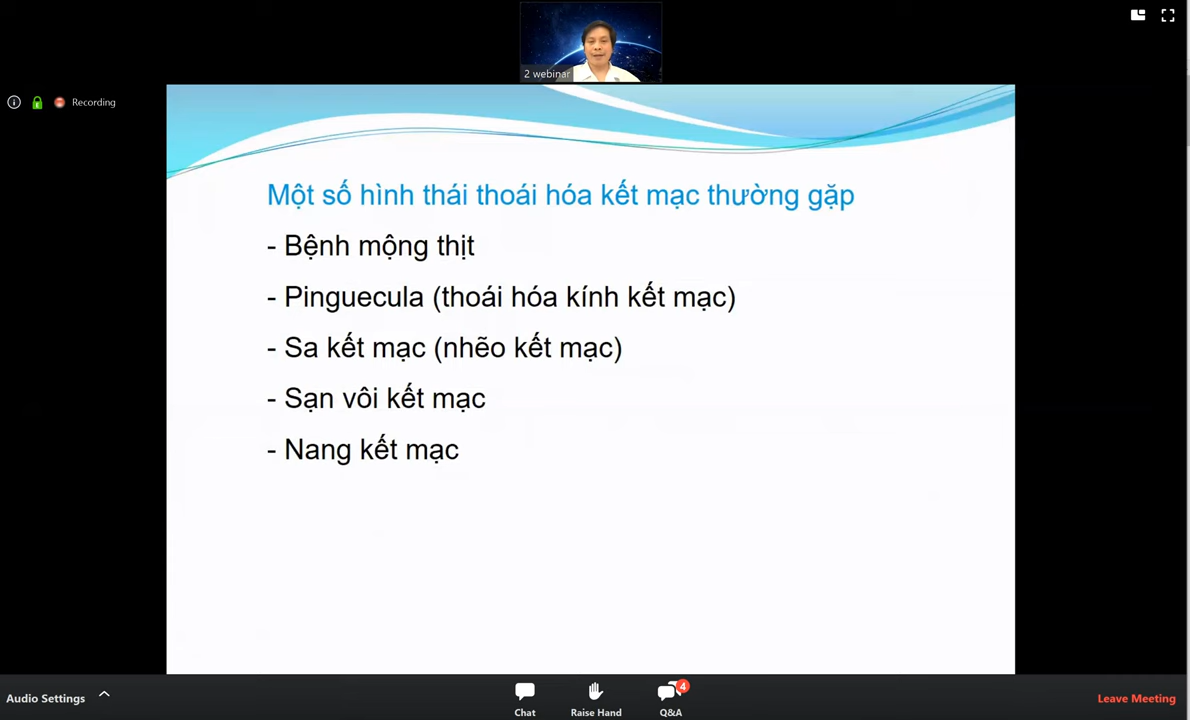 2 webinar
Recording
Một số hình thái thoái hóa kết mạc thường gặp
- Bệnh mộng thịt
- Pinguecula (thoái hóa kính kết mạc)
- Sa kết mạc (nhẽo kết mạc)
- Sạn vôi kết mạc
- Nang kết mạc
Audio Settings
Chat
Raise Hand
4
Q&A
Leave Meeting